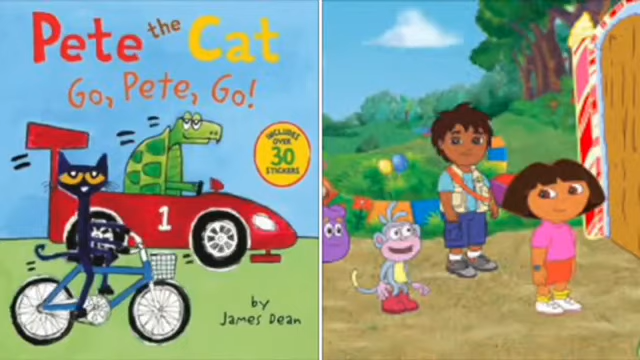 Pete the Cat
Go, Pete, Go!
INCLUDES
OVER
30
STICKERS
1
by
James Dean